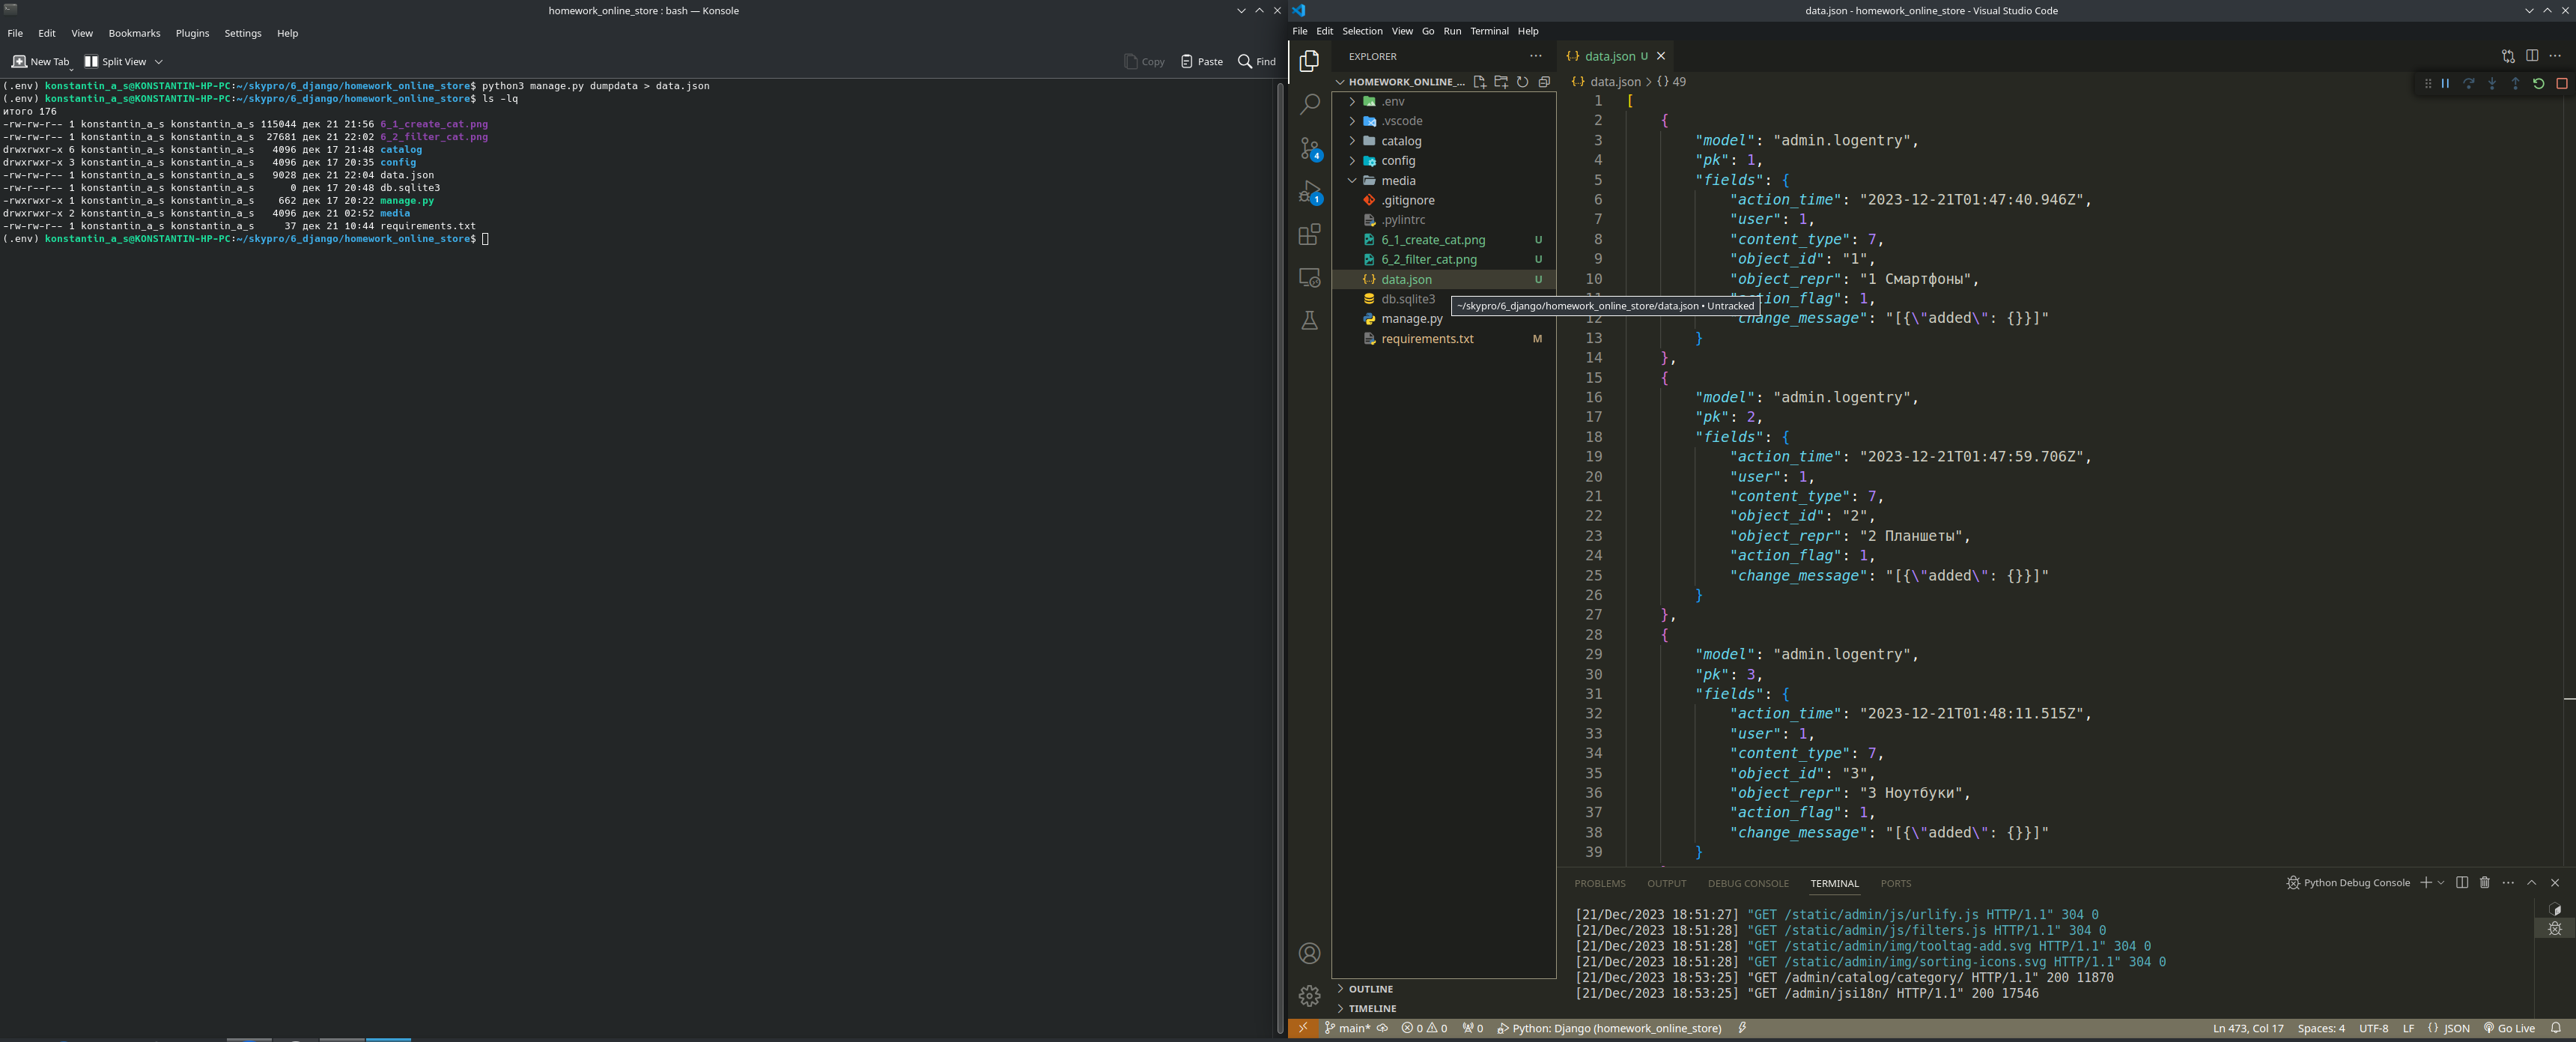 homework_online_store : bash — Konsole
File Edit View Bookmarks Plugins Settings Help
New Tab Split View Copy Paste Find
(.env) konstantin_a_s@KONSTANTIN-HP-PC:~/skypro/6_django/homework_online_store$ python3 manage.py dumpdata > data.json
(.env) konstantin_a_s@KONSTANTIN-HP-PC:~/skypro/6_django/homework_online_store$ ls -lq
итого 176
-rw-rw-r-- 1 konstantin_a_s konstantin_a_s 115044 дек 21 21:56 6_1_create_cat.png
-rw-rw-r-- 1 konstantin_a_s konstantin_a_s 27681 дек 21 22:02 6_2_filter_cat.png
drwxrwxr-x 6 konstantin_a_s konstantin_a_s 4096 дек 17 21:48 catalog
drwxrwxr-x 3 konstantin_a_s konstantin_a_s 4096 дек 17 20:35 config
-rw-rw-r-- 1 konstantin_a_s konstantin_a_s 9028 дек 21 22:04 data.json
-rw-r--r-- 1 konstantin_a_s konstantin_a_s 0 дек 17 20:48 db.sqlite3
-rwxrwxr-x 1 konstantin_a_s konstantin_a_s 662 дек 17 20:22 manage.py
drwxrwxr-x 2 konstantin_a_s konstantin_a_s 4096 дек 21 02:52 media
-rw-rw-r-- 1 konstantin_a_s konstantin_a_s 37 дек 21 10:44 requirements.txt
(.env) konstantin_a_s@KONSTANTIN-HP-PC:~/skypro/6_django/homework_online_store$
data.json - homework_online_store - Visual Studio Code
File Edit Selection View Go Run Terminal Help
EXPLORER
HOMEWORK_ONLINE_...
.env
.vscode
catalog
config
media
.gitignore
.pylintrc
6_1_create_cat.png U
6_2_filter_cat.png U
data.json U
db.sqlite3
manage.py
requirements.txt M
4
1
~/skypro/6_django/homework_online_store/data.json • Untracked
OUTLINE
TIMELINE
data.json U
data.json > {} 49
1 [
2 {
3 "model": "admin.logentry",
4 "pk": 1,
5 "fields": {
6 "action_time": "2023-12-21T01:47:40.946Z",
7 "user": 1,
8 "content_type": 7,
9 "object_id": "1",
10 "object_repr": "1 Смартфоны",
tion_flag": 1,
12 "change_message": "[{\"added\": {}}]"
13 }
14 },
15 {
16 "model": "admin.logentry",
17 "pk": 2,
18 "fields": {
19 "action_time": "2023-12-21T01:47:59.706Z",
20 "user": 1,
21 "content_type": 7,
22 "object_id": "2",
23 "object_repr": "2 Планшеты",
24 "action_flag": 1,
25 "change_message": "[{\"added\": {}}]"
26 }
27 },
28 {
29 "model": "admin.logentry",
30 "pk": 3,
31 "fields": {
32 "action_time": "2023-12-21T01:48:11.515Z",
33 "user": 1,
34 "content_type": 7,
35 "object_id": "3",
36 "object_repr": "3 Ноутбуки",
37 "action_flag": 1,
38 "change_message": "[{\"added\": {}}]"
39 }
PROBLEMS OUTPUT DEBUG CONSOLE TERMINAL PORTS Python Debug Console
[21/Dec/2023 18:51:27] "GET /static/admin/js/urlify.js HTTP/1.1" 304 0
[21/Dec/2023 18:51:28] "GET /static/admin/js/filters.js HTTP/1.1" 304 0
[21/Dec/2023 18:51:28] "GET /static/admin/img/tooltag-add.svg HTTP/1.1" 304 0
[21/Dec/2023 18:51:28] "GET /static/admin/img/sorting-icons.svg HTTP/1.1" 304 0
[21/Dec/2023 18:53:25] "GET /admin/catalog/category/ HTTP/1.1" 200 11870
[21/Dec/2023 18:53:25] "GET /admin/jsi18n/ HTTP/1.1" 200 17546
main* 0 0 0 Python: Django (homework_online_store) Ln 473, Col 17 Spaces: 4 UTF-8 LF {} JSON Go Live